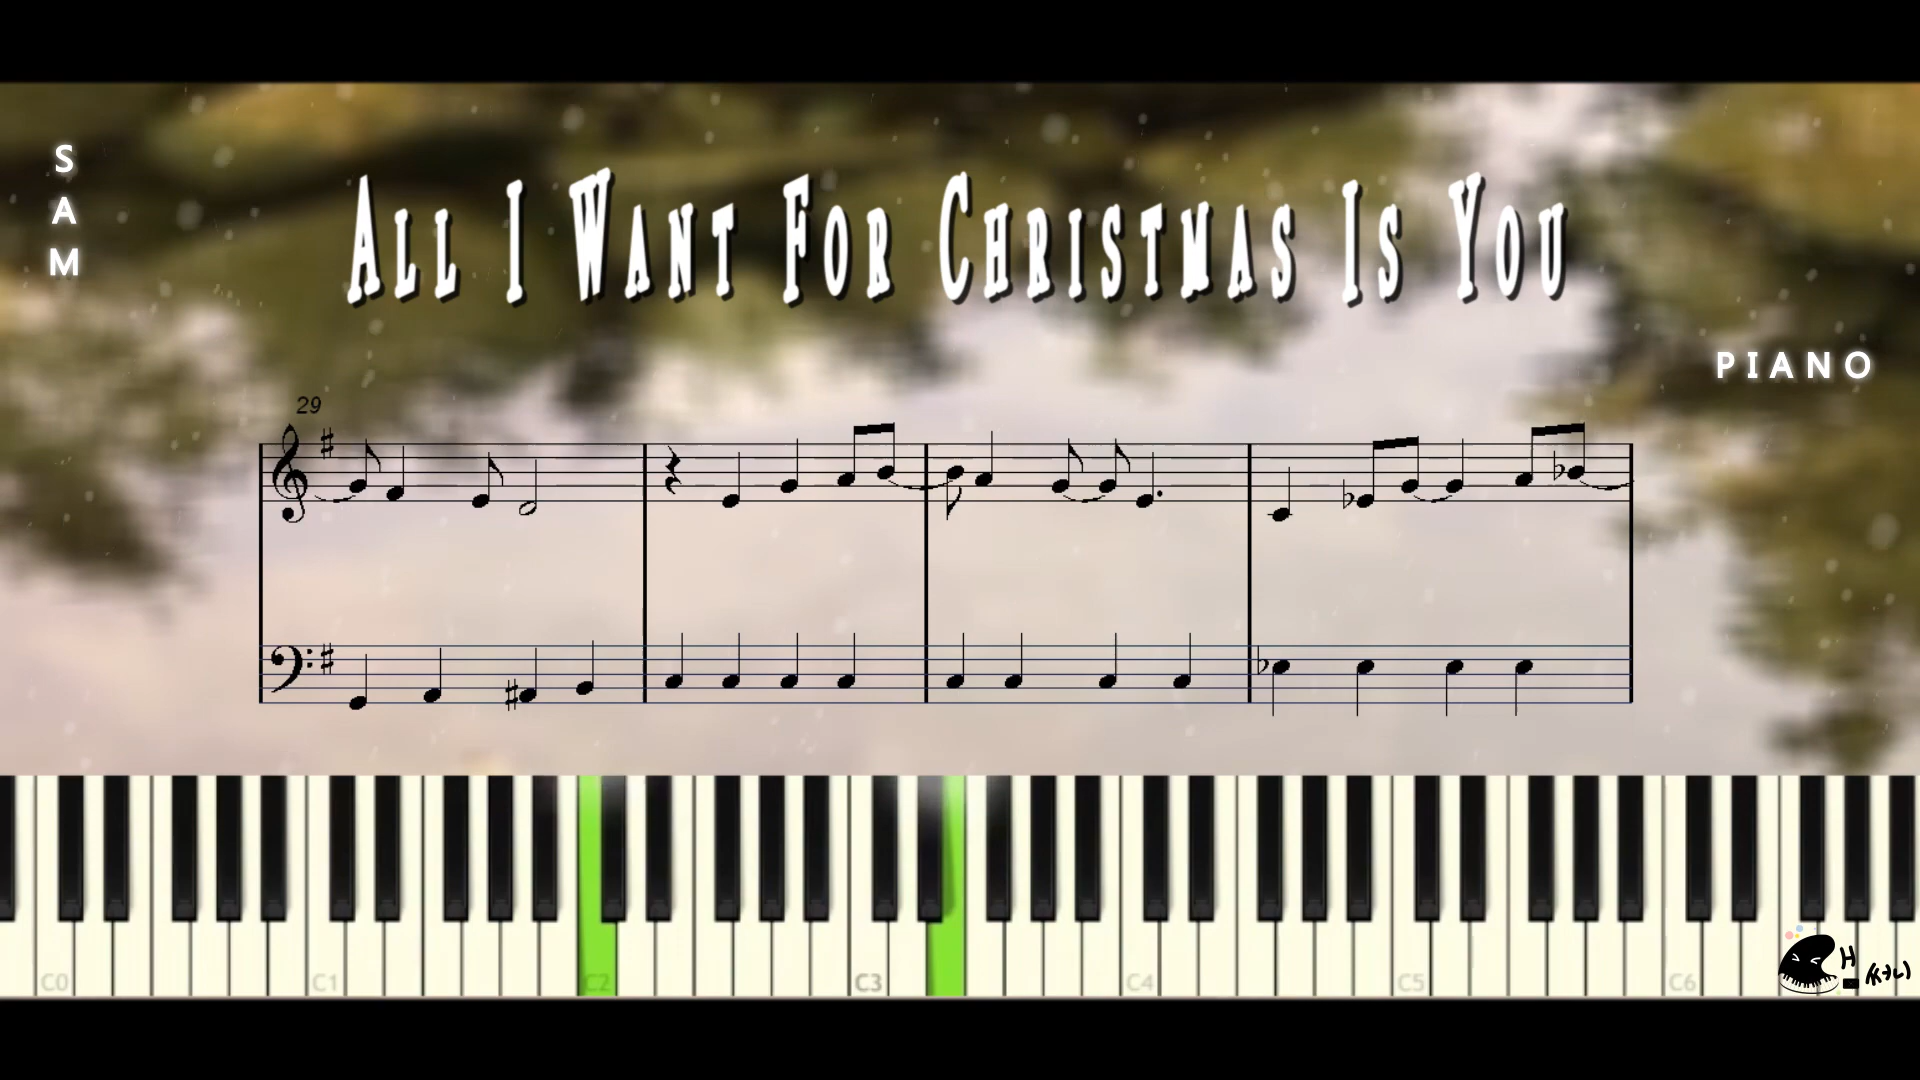 S
A
M
All I Want For Christmas Is You
PIANO
29
C0 C1 C2 C3 C4 C5 C6